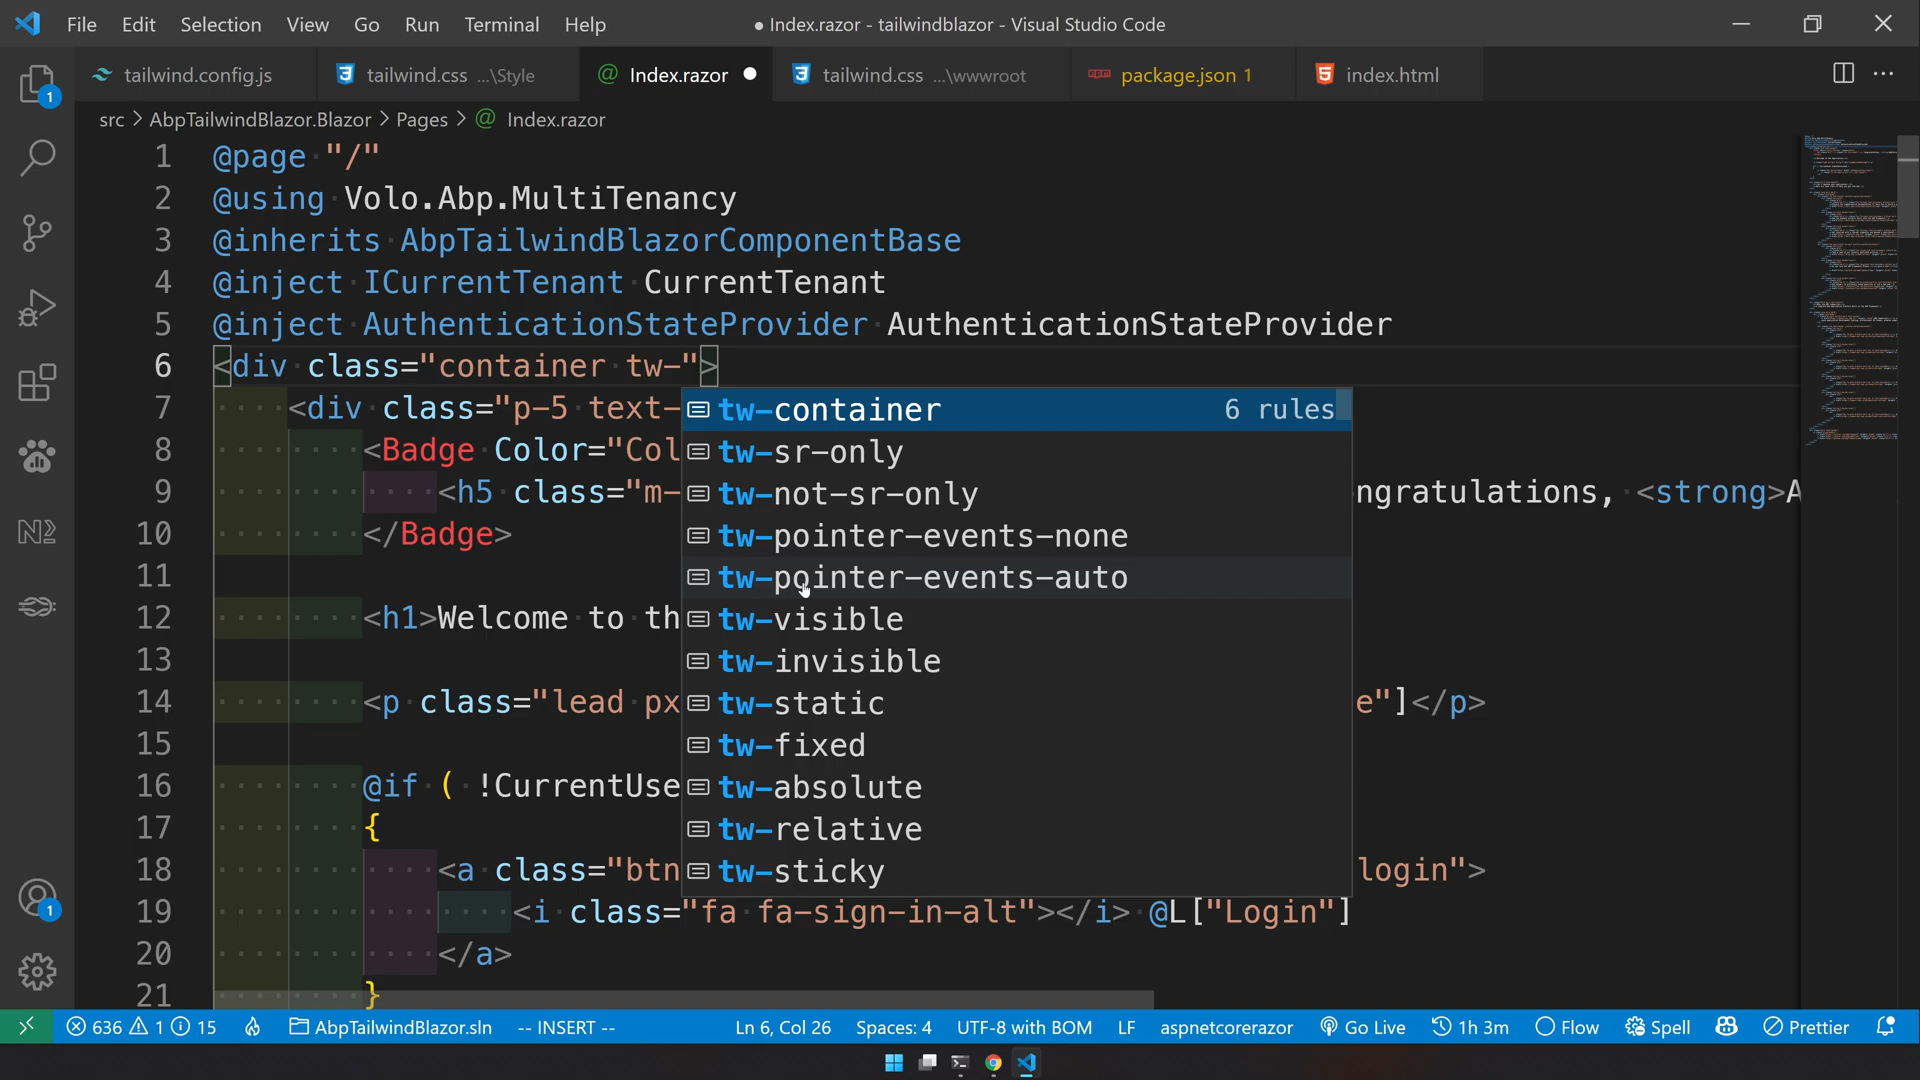 File Edit Selection View Go Run Terminal Help
● Index.razor - tailwindblazor - Visual Studio Code
tailwind.config.js
tailwind.css ...\Style
Index.razor
tailwind.css ...\wwwroot
package.json 1
index.html
src > AbpTailwindBlazor.Blazor > Pages > @ Index.razor
1 @page "/"
2 @using Volo.Abp.MultiTenancy
3 @inherits AbpTailwindBlazorComponentBase
4 @inject ICurrentTenant CurrentTenant
5 @inject AuthenticationStateProvider AuthenticationStateProvider
6 <div class="container tw-">
7 <div class="p-5 text-
8 <Badge Color="Col
9 <h5 class="m- ngratulations, <strong>A
10 </Badge>
11
12 <h1>Welcome to th
13
14 <p class="lead px e"]</p>
15
16 @if ( !CurrentUse
17 {
18 <a class="btn login">
19 <i class="fa fa-sign-in-alt"></i> @L["Login"]
20 </a>
21 }
tw-container 6 rules
tw-sr-only
tw-not-sr-only
tw-pointer-events-none
tw-pointer-events-auto
tw-visible
tw-invisible
tw-static
tw-fixed
tw-absolute
tw-relative
tw-sticky
1
N2
1
636 1 15 AbpTailwindBlazor.sln -- INSERT -- Ln 6, Col 26 Spaces: 4 UTF-8 with BOM LF aspnetcorerazor Go Live 1h 3m Flow Spell Prettier